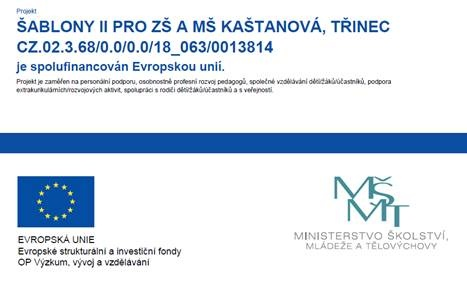 Projekt
ŠABLONY II PRO ZŠ A MŠ KAŠTANOVÁ, TŘINEC
CZ.02.3.68/0.0/0.0/18_063/0013814
je spolufinancován Evropskou unií.
Projekt je zaměřen na personální podporu, osobnostně profesní rozvoj pedagogů, společné vzdělávání dětí/žáků/účastníků, podpora
extrakurikulárních/rozvojových aktivit, spolupráci s rodiči dětí/žáků/účastníků a s veřejností.
EVROPSKÁ UNIE
Evropské strukturální a investiční fondy
OP Výzkum, vývoj a vzdělávání
MŠMT
MINISTERSTVO ŠKOLSTVÍ,
MLÁDEŽE A TĚLOVÝCHOVY